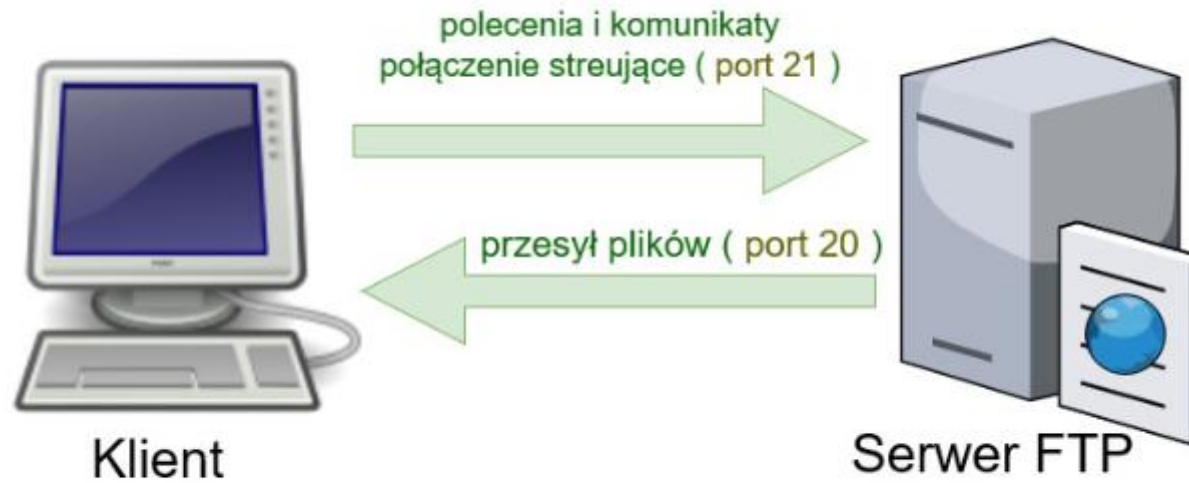 polecenia i komunikaty
połączenie streujące ( port 21 )
przesył plików ( port 20 )
Klient
Serwer FTP